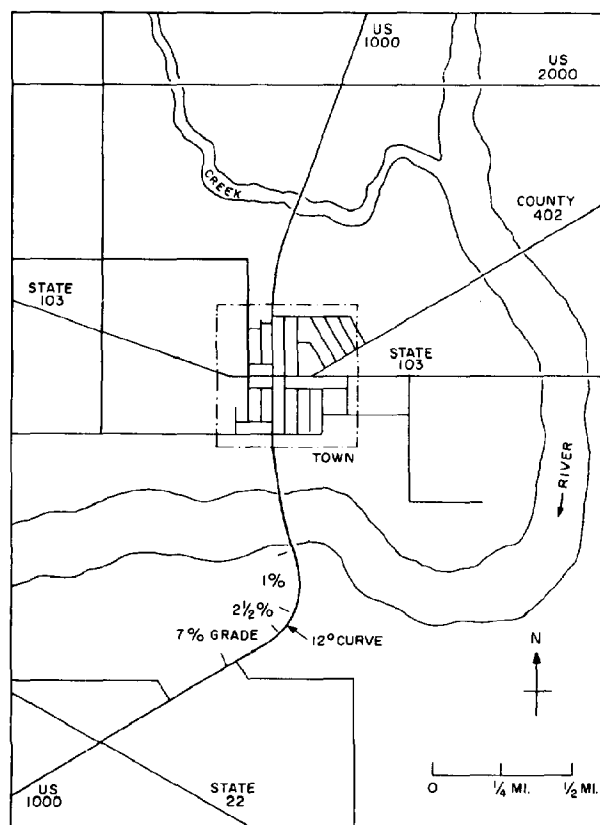 US
1000
US
2000
CREEK
COUNTY
402
STATE
103
STATE
103
TOWN
RIVER
1%
2½%
7% GRADE
12° CURVE
N
US
1000
STATE
22
0
¼ MI.
½ MI.